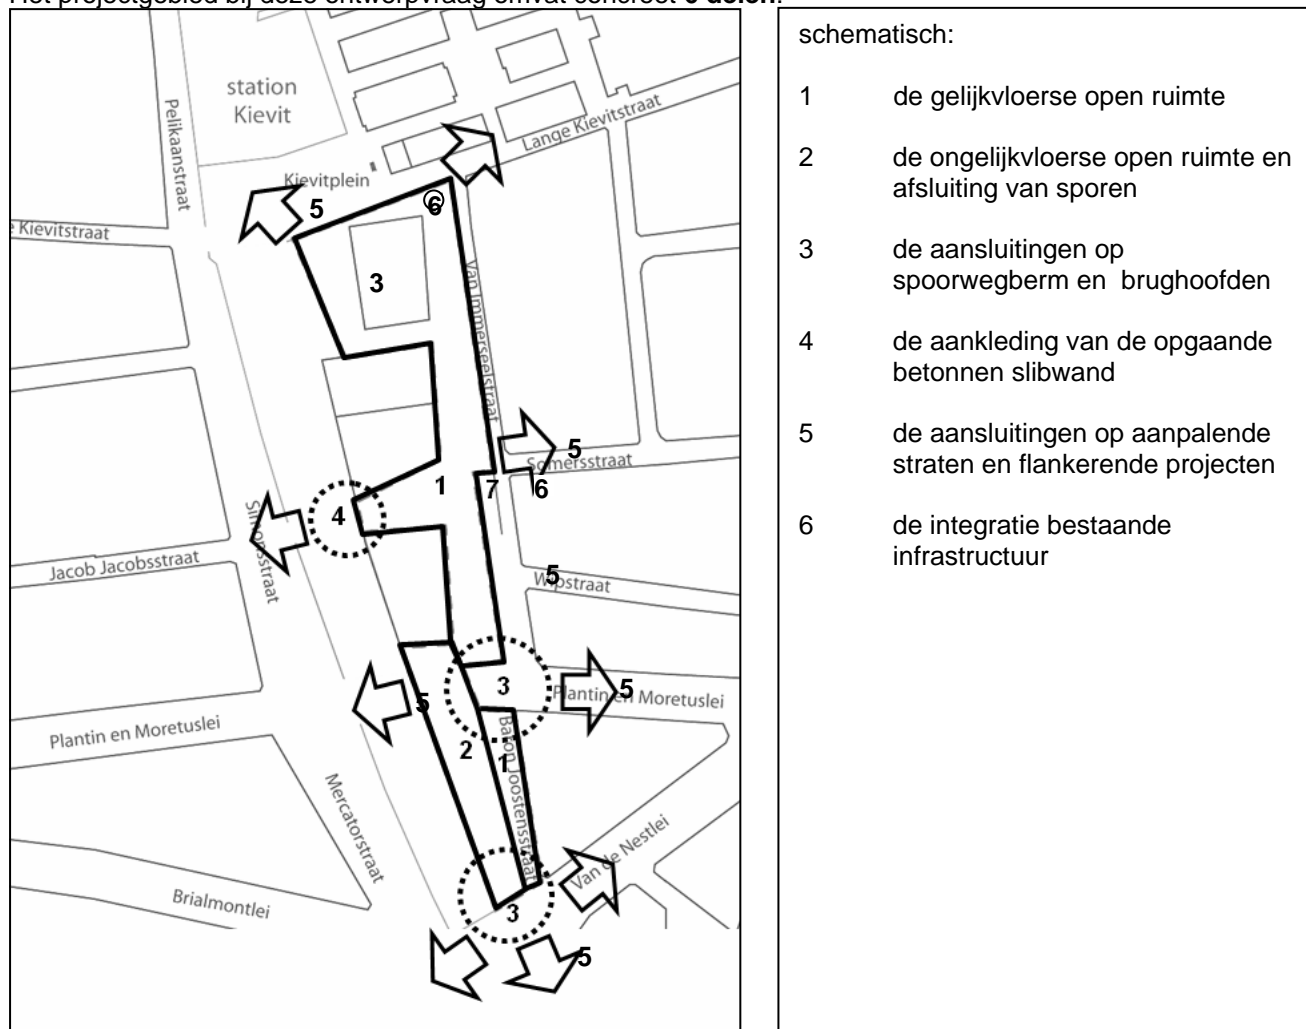 Het projectgebied bij deze ontwerpvraag omvat concreet 6 delen:
station
Kievit
Pelikaanstraat
Lange Kievitstraat
Kievitplein
5
6
e Kievitstraat
3
Van Immerseelstraat
5
Somersstraat
1
7
6
4
Simonsstraat
Jacob Jacobsstraat
5
Wipstraat
3
5
5
Plantin en Moretuslei
Plantin en Moretuslei
2
1
Baron Joostensstraat
Mercatorstraat
Van de Nestlei
Brialmontlei
3
5
schematisch:
1 de gelijkvloerse open ruimte
2 de ongelijkvloerse open ruimte en
afsluiting van sporen
3 de aansluitingen op
spoorwegberm en brughoofden
4 de aankleding van de opgaande
betonnen slibwand
5 de aansluitingen op aanpalende
straten en flankerende projecten
6 de integratie bestaande
infrastructuur